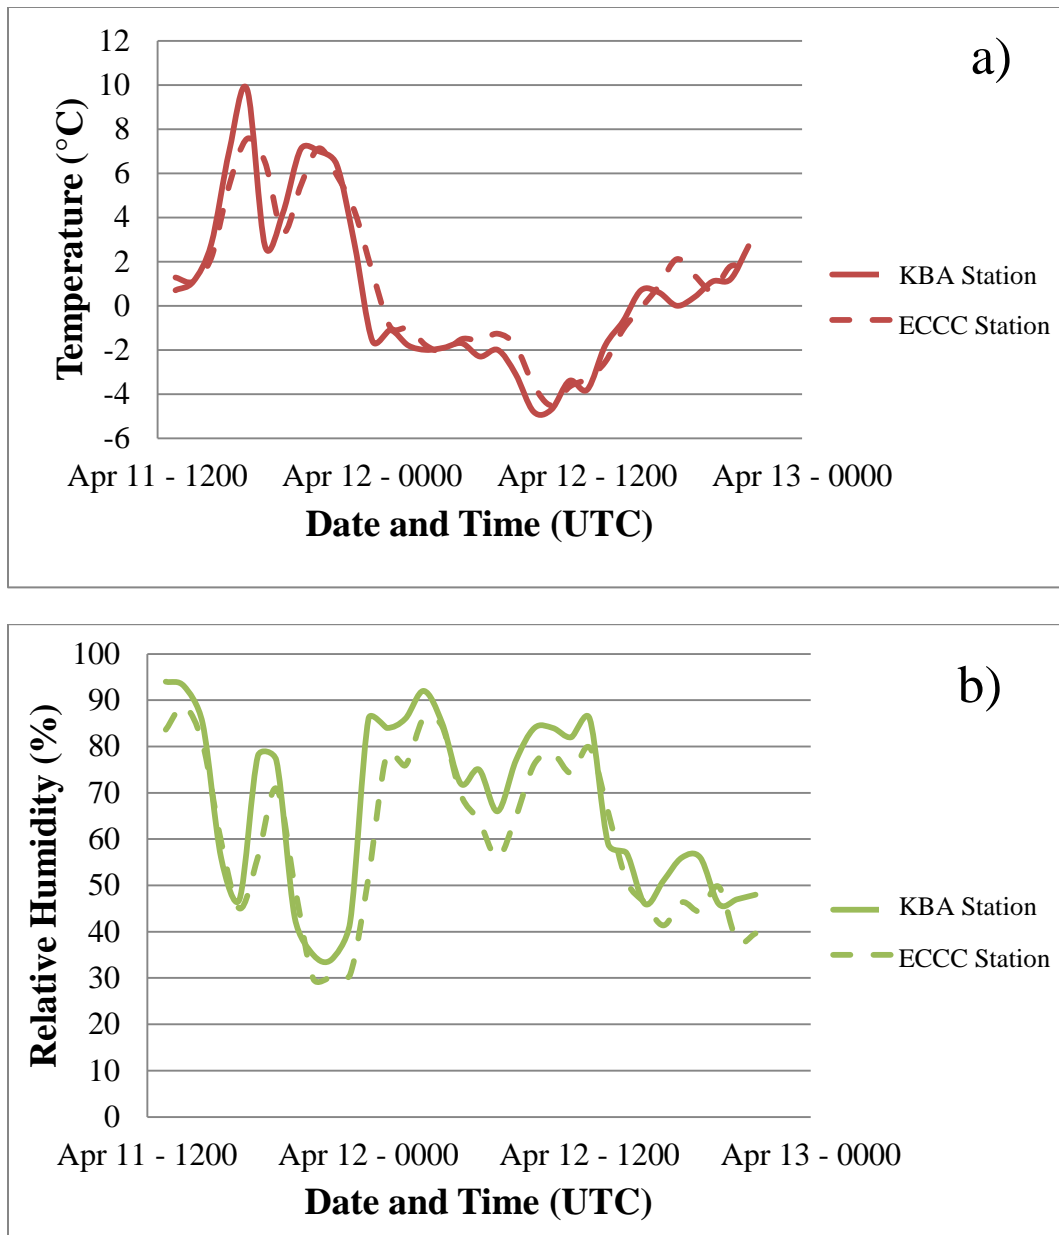 a)
12
10
8
6
4
2
0
-2
-4
-6
Temperature (°C)
KBA Station
ECCC Station
Apr 11 - 1200 Apr 12 - 0000 Apr 12 - 1200 Apr 13 - 0000
Date and Time (UTC)
b)
100
90
80
70
60
50
40
30
20
10
0
Relative Humidity (%)
KBA Station
ECCC Station
Apr 11 - 1200 Apr 12 - 0000 Apr 12 - 1200 Apr 13 - 0000
Date and Time (UTC)